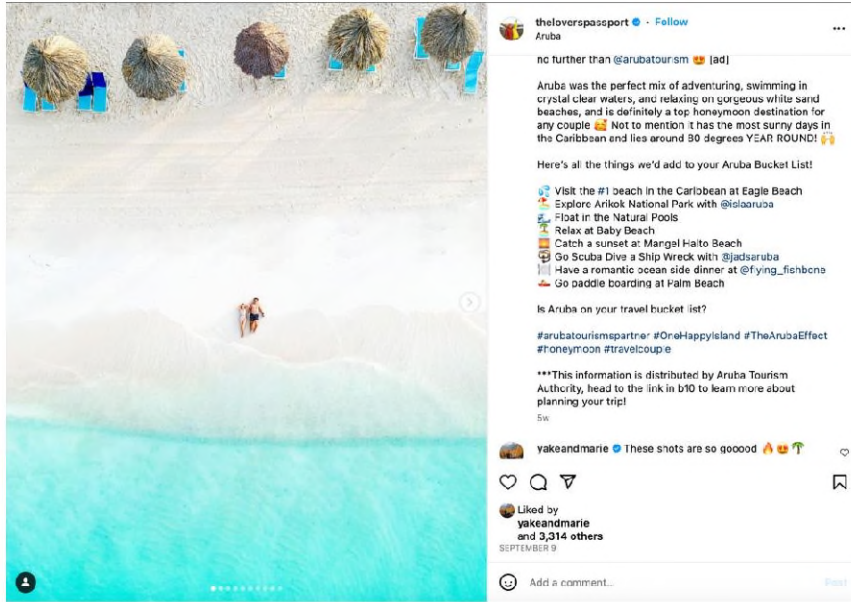 theloverspassport · Follow
Aruba
no further than @arubatourism 😍 [ad]
Aruba was the perfect mix of adventuring, swimming in
crystal clear waters, and relaxing on gorgeous white sand
beaches, and is definitely a top honeymoon destination for
any couple 🥰 Not to mention it has the most sunny days in
the Caribbean and lies around 80 degrees YEAR ROUND! 🙌
Here's all the things we'd add to your Aruba Bucket List!
💦 Visit the #1 beach in the Caribbean at Eagle Beach
🏖 Explore Arikok National Park with @islaaruba
🌊 Float in the Natural Pools
🏝 Relax at Baby Beach
🌅 Catch a sunset at Mangel Halto Beach
🤿 Go Scuba Dive a Ship Wreck with @jadsaruba
🍽 Have a romantic ocean side dinner at @flying_fishbone
🚤 Go paddle boarding at Palm Beach
Is Aruba on your travel bucket list?
#arubatourismspartner #OneHappyIsland #TheArubaEffect
#honeymoon #travelcouple
***This information is distributed by Aruba Tourism
Authority, head to the link in b10 to learn more about
planning your trip!
5w
yakeandmarie These shots are so gooood 🔥😍🌴
Liked by
yakeandmarie
and 3,314 others
SEPTEMBER 9
Add a comment...
Post